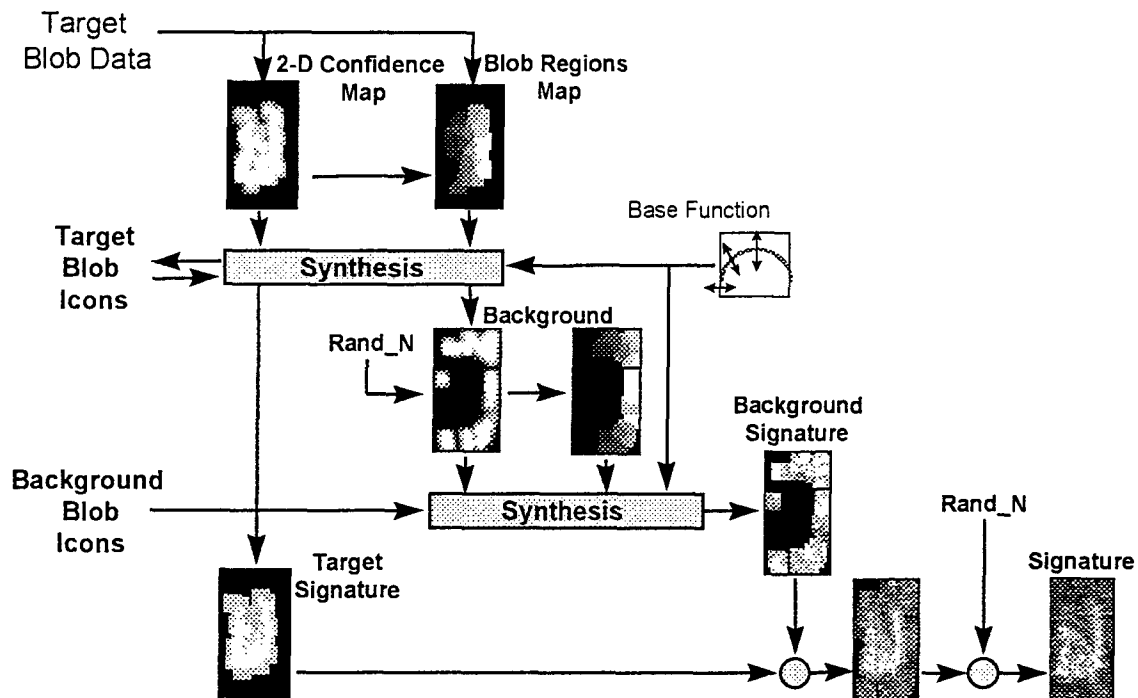 Target
Blob Data
2-D Confidence
Map
Blob Regions
Map
Base Function
Target
Blob
Icons
Synthesis
Background
Rand_N
Background
Signature
Background
Blob
Icons
Synthesis
Rand_N
Target
Signature
Signature